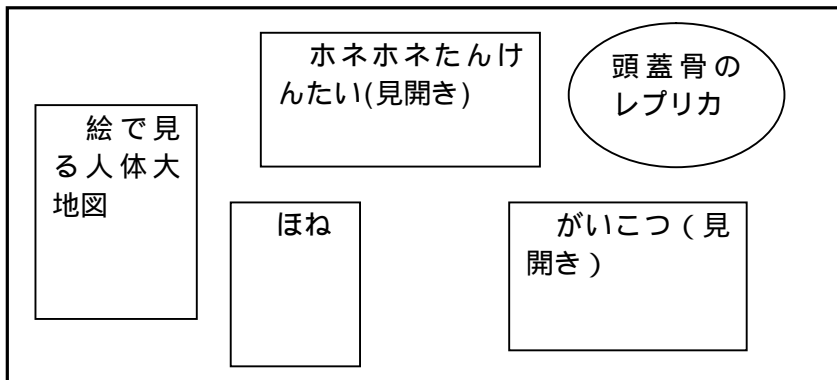 ホネホネたんけ
んたい(見開き)
頭蓋骨の
レプリカ
絵で見
る人体大
地図
ほね
がいこつ(見
開き)